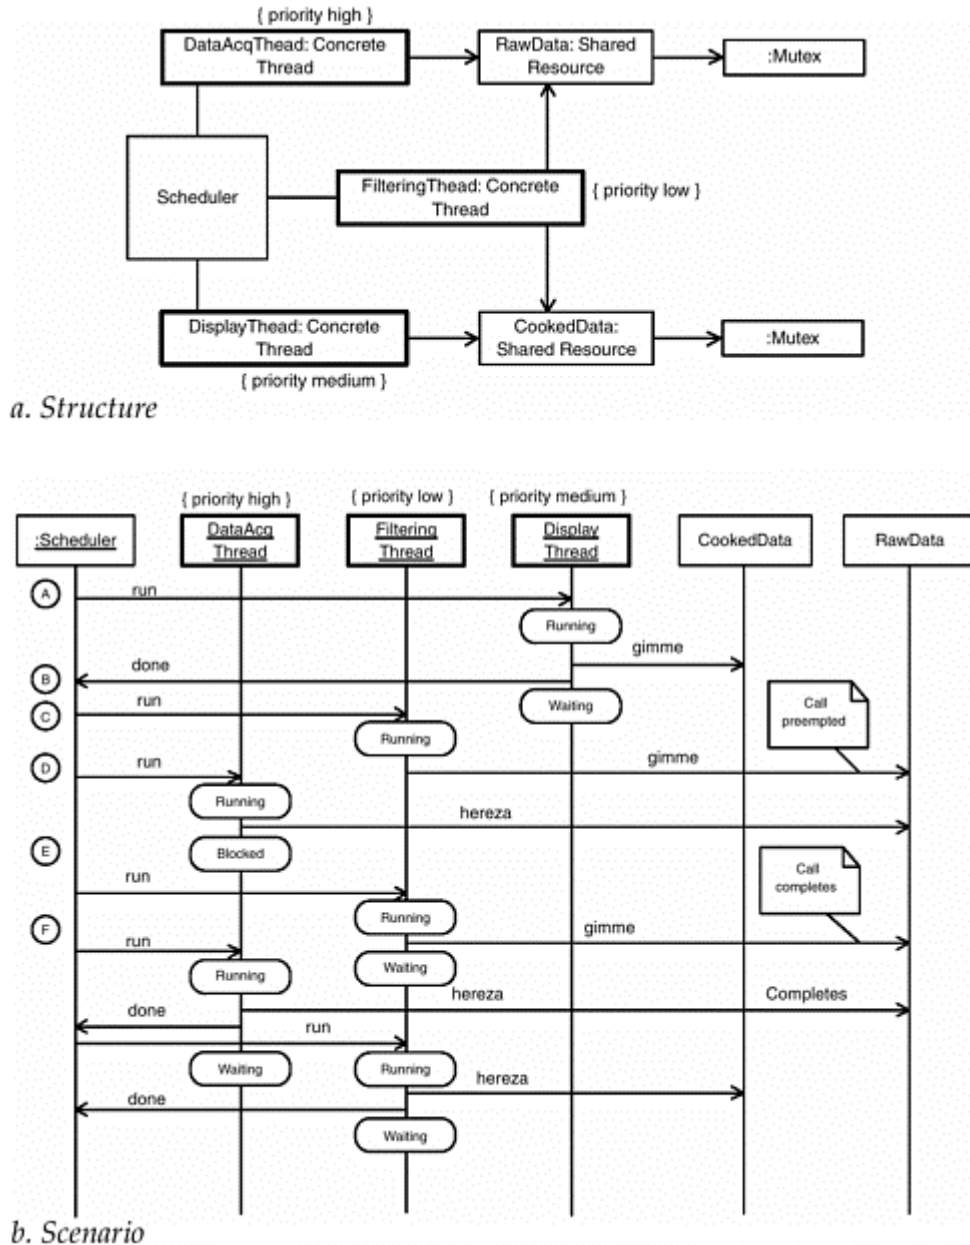 { priority high }
DataAcqThead: Concrete
Thread
RawData: Shared
Resource
:Mutex
Scheduler
FilteringThead: Concrete
Thread
{ priority low }
DisplayThead: Concrete
Thread
CookedData:
Shared Resource
:Mutex
{ priority medium }
a. Structure
{ priority high }
{ priority low }
{ priority medium }
:Scheduler
DataAcq
Thread
Filtering
Thread
Display
Thread
CookedData
RawData
A
run
Running
gimme
B
done
Waiting
C
run
Running
Call
preempted
D
run
gimme
Running
hereza
E
Blocked
run
Running
Call
completes
F
gimme
run
Waiting
Running
hereza
Completes
done
run
Waiting
Running
hereza
done
Waiting
b. Scenario